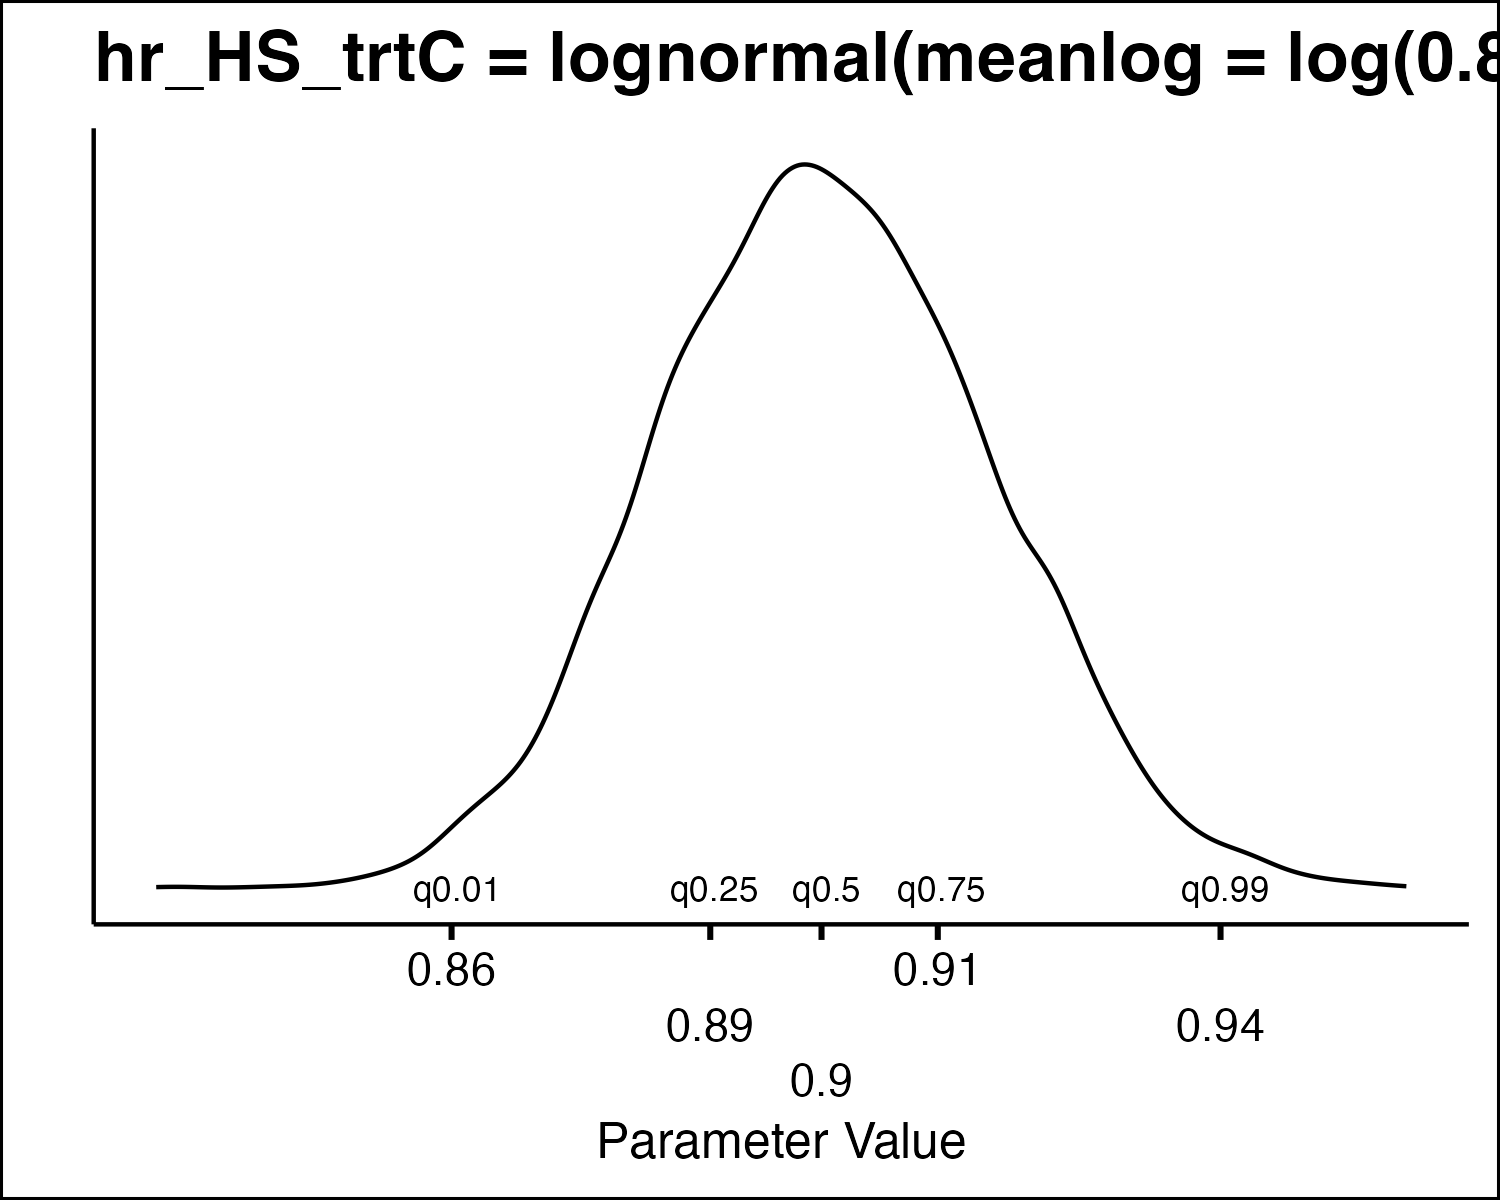 hr_HS_trtC = lognormal(meanlog = log(0.8
q0.01 q0.25 q0.5 q0.75 q0.99
0.86 0.91
0.89 0.94
0.9
Parameter Value